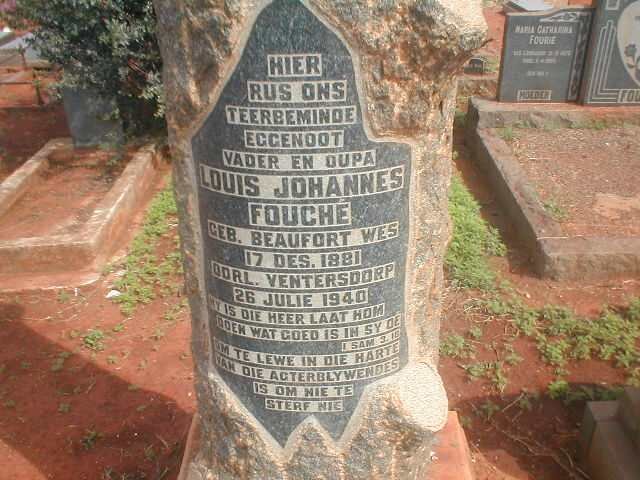 HIER
RUS ONS
TEERBEMINDE
EGGENOOT
VADER EN OUPA
LOUIS JOHANNES
FOUCHÉ
GEB. BEAUFORT WES
17 DES. 1881
OORL. VENTERSDORP
26 JULIE 1940
HY IS DIE HEER LAAT HOM
DOEN WAT GOED IS IN SY OË
I SAM 3.18
OM TE LEWE IN DIE HARTE
VAN DIE AGTERBLYWENDES
IS OM NIE TE
STERF NIE
MARIA CATHARINA
FOURIE
MOEDER
FOU